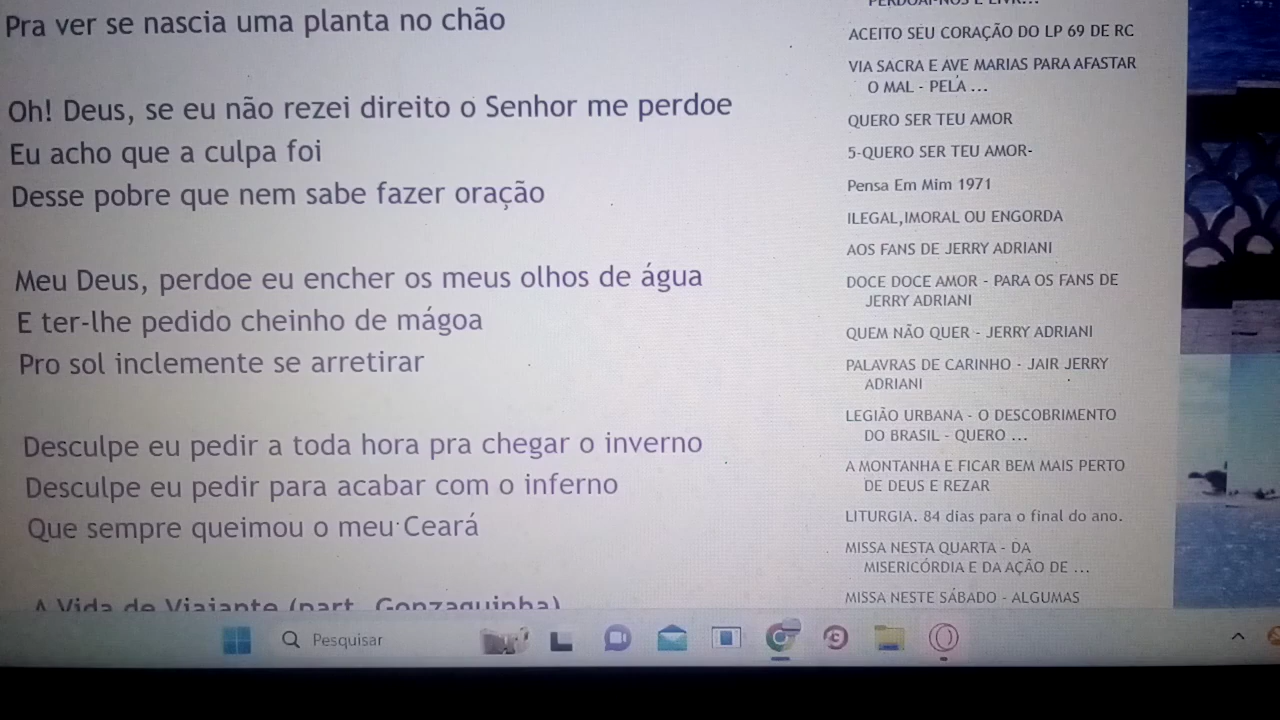 Pra ver se nascia uma planta no chão
Oh! Deus, se eu não rezei direito o Senhor me perdoe
Eu acho que a culpa foi
Desse pobre que nem sabe fazer oração
Meu Deus, perdoe eu encher os meus olhos de água
E ter-lhe pedido cheinho de mágoa
Pro sol inclemente se arretirar
Desculpe eu pedir a toda hora pra chegar o inverno
Desculpe eu pedir para acabar com o inferno
Que sempre queimou o meu Ceará
A Vida de Viajante (part. Gonzaguinha)
PERDOAI-NOS E LIVR...
ACEITO SEU CORAÇÃO DO LP 69 DE RC
VIA SACRA E AVE MARIAS PARA AFASTAR
O MAL - PELA ...
QUERO SER TEU AMOR
5-QUERO SER TEU AMOR-
Pensa Em Mim 1971
ILEGAL,IMORAL OU ENGORDA
AOS FANS DE JERRY ADRIANI
DOCE DOCE AMOR - PARA OS FANS DE
JERRY ADRIANI
QUEM NÃO QUER - JERRY ADRIANI
PALAVRAS DE CARINHO - JAIR JERRY
ADRIANI
LEGIÃO URBANA - O DESCOBRIMENTO
DO BRASIL - QUERO ...
A MONTANHA E FICAR BEM MAIS PERTO
DE DEUS E REZAR
LITURGIA. 84 dias para o final do ano.
MISSA NESTA QUARTA - DA
MISERICÓRDIA E DA AÇÃO DE ...
MISSA NESTE SÁBADO - ALGUMAS
Pesquisar